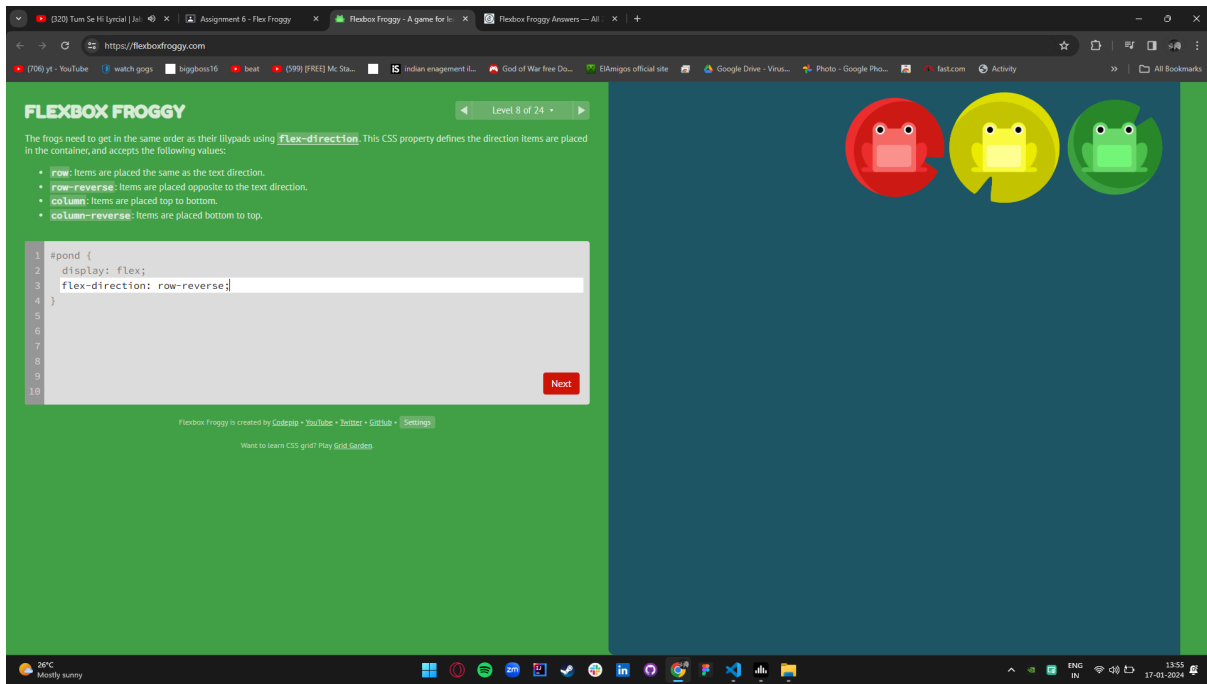 (320) Tum Se Hi Lyrcial | Jab
Assignment 6 - Flex Froggy
Flexbox Froggy - A game for le
Flexbox Froggy Answers — All
https://flexboxfroggy.com
(706) yt - YouTube
watch gogs
biggboss16
beat
(599) [FREE] Mc Sta...
indian enagement il...
God of War free Do...
ElAmigos official site
Google Drive - Virus...
Photo - Google Pho...
fast.com
Activity
»
All Bookmarks
FLEXBOX FROGGY
Level 8 of 24
The frogs need to get in the same order as their lilypads using flex-direction. This CSS property defines the direction items are placed
in the container, and accepts the following values:
• row: Items are placed the same as the text direction.
• row-reverse: Items are placed opposite to the text direction.
• column: Items are placed top to bottom.
• column-reverse: Items are placed bottom to top.
1 #pond {
2 display: flex;
3 flex-direction: row-reverse;
4 }
5
6
7
8
9
10
Next
Flexbox Froggy is created by Codepip • YouTube • Twitter • GitHub • Settings
Want to learn CSS grid? Play Grid Garden.
26°C
Mostly sunny
zm
in
ENG
IN
13:55
17-01-2024